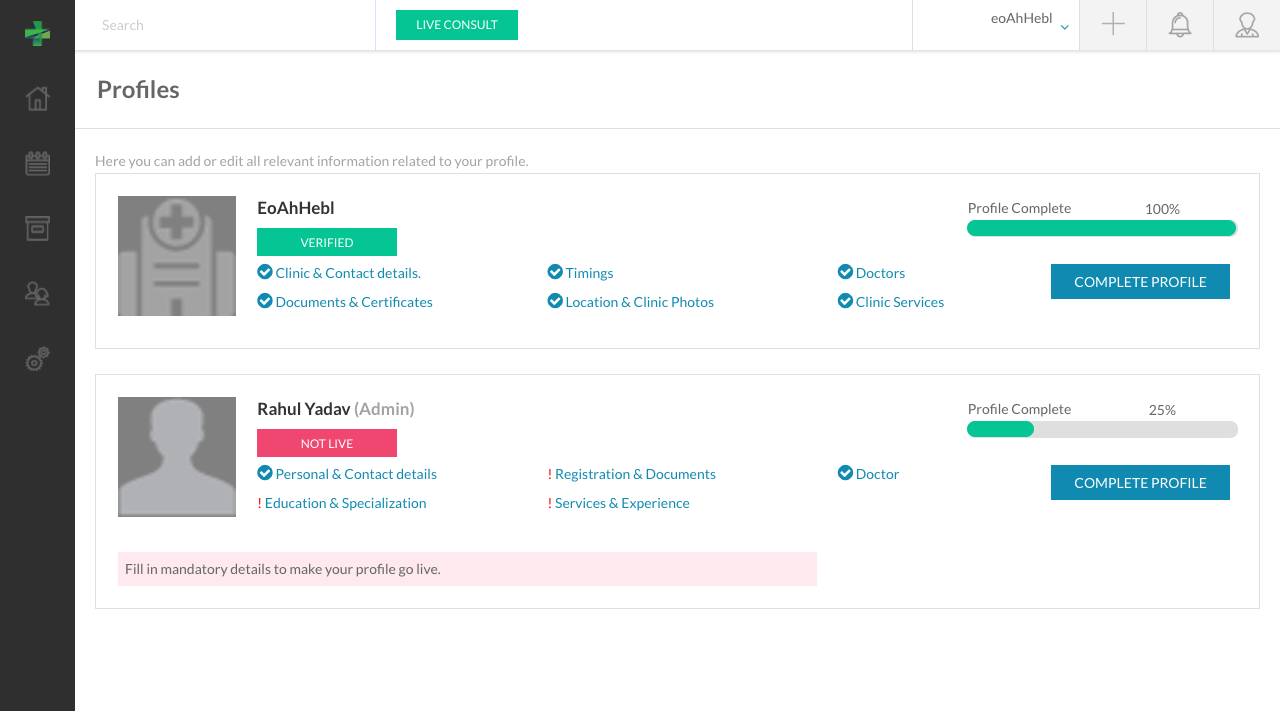 Search
LIVE CONSULT
eoAhHebl
Profiles
Here you can add or edit all relevant information related to your profile.
EoAhHebl
Profile Complete 100%
VERIFIED
Clinic & Contact details. Timings Doctors
COMPLETE PROFILE
Documents & Certificates Location & Clinic Photos Clinic Services
Rahul Yadav (Admin)
Profile Complete 25%
NOT LIVE
! Registration & Documents
Personal & Contact details
Doctor
COMPLETE PROFILE
! Education & Specialization ! Services & Experience
Fill in mandatory details to make your profile go live.